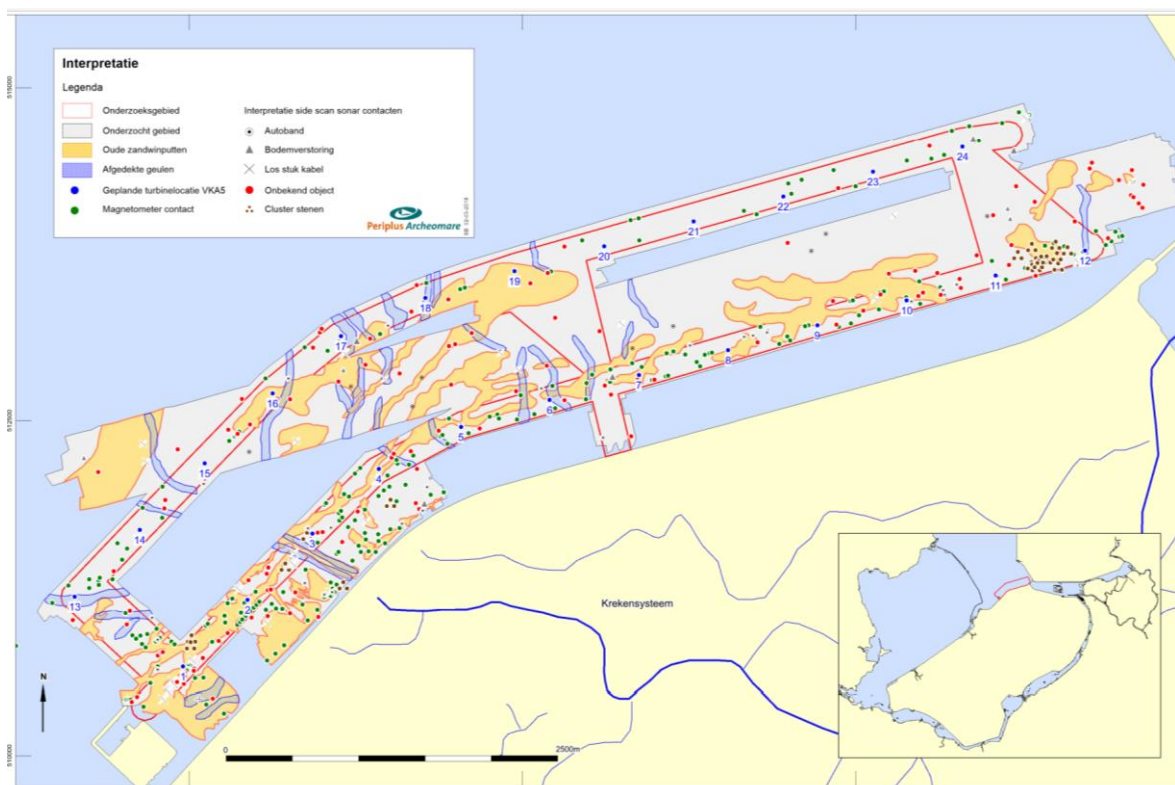 Interpretatie
Legenda
Onderzoeksgebied
Onderzocht gebied
Oude zandwinputten
Afgedekte geulen
Geplande turbinelocatie VKA5
Magnetometer contact
Interpretatie side scan sonar contacten
Autoband
Bodemverstoring
Los stuk kabel
Onbekend object
Cluster stenen
Periplus Archeomare
515000
512500
510000
24
23
22
21
20
19
18
17
16
15
14
13
12
11
10
9
8
7
6
5
4
3
2
1
Krekensysteem
N
0
2500m